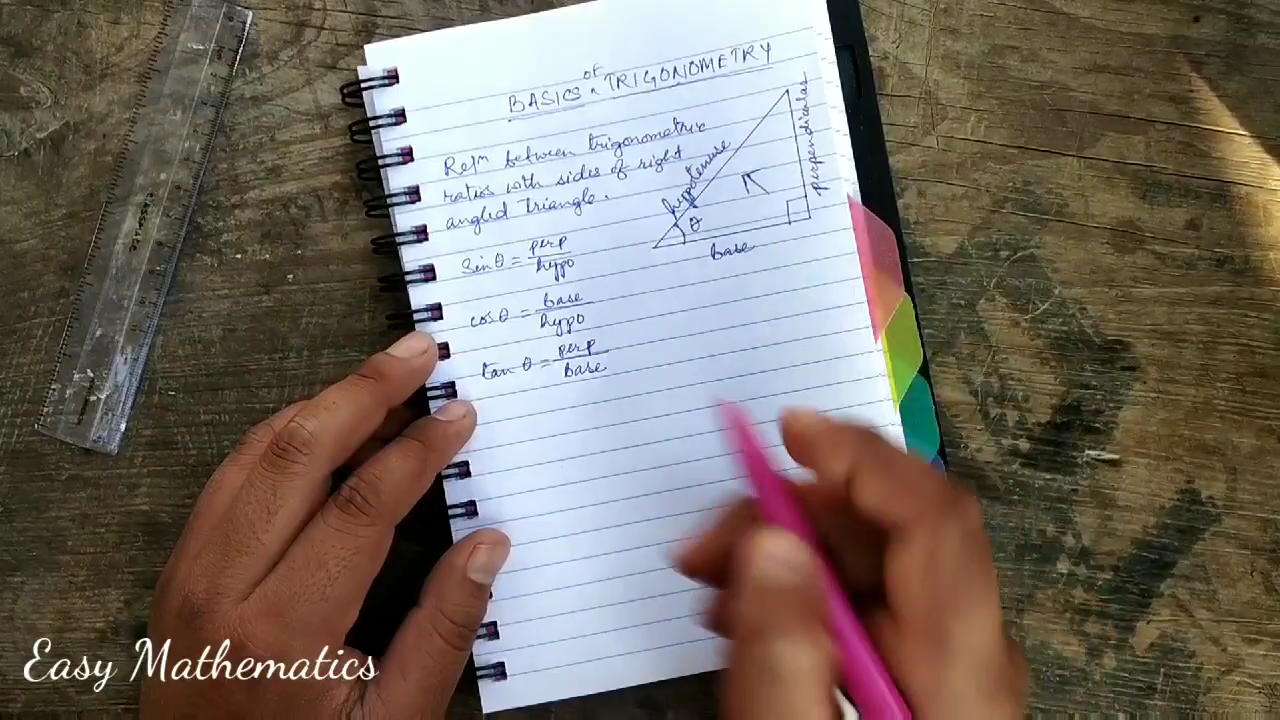 BASICS of TRIGONOMETRY
Relⁿ between trigonometric
ratios with sides of right
angled triangle.
hypotenuse
perpendicular
θ
base
Sin θ = perp/hypo
cos θ = base/hypo
tan θ = perp/base
Easy Mathematics